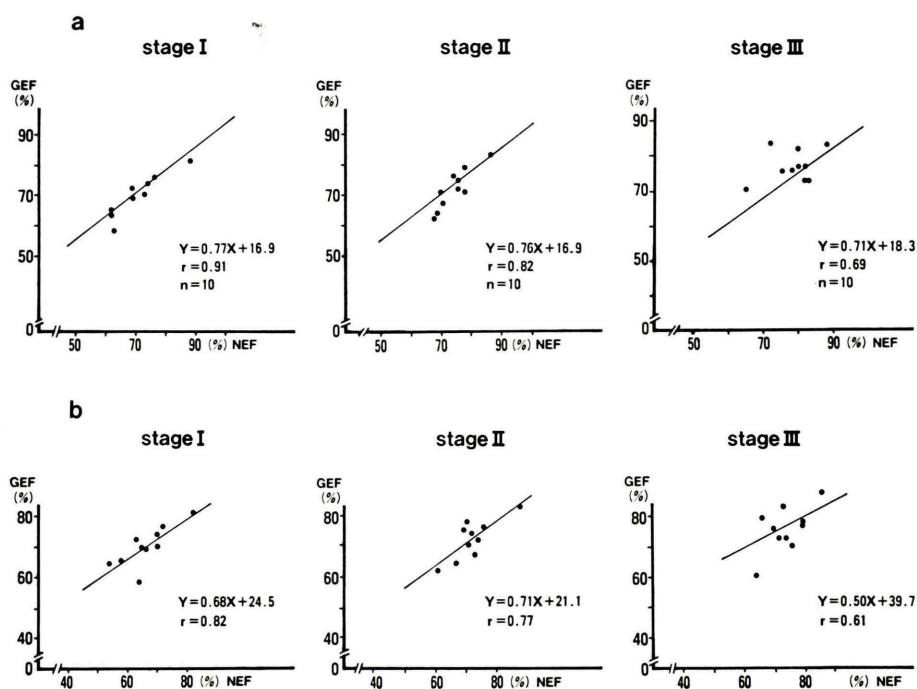 a
stage I
stage II
stage III
GEF
(%)
90
70
50
0
Y=0.77X+16.9
r=0.91
n=10
50
70
90 (%) NEF
GEF
(%)
90
70
50
0
Y=0.76X+16.9
r=0.82
n=10
50
70
90 (%) NEF
GEF
(%)
90
70
50
0
Y=0.71X+18.3
r=0.69
n=10
50
70
90 (%) NEF
b
stage I
stage II
stage III
GEF
(%)
80
60
40
0
Y=0.68X+24.5
r=0.82
40
60
80 (%) NEF
GEF
(%)
80
60
40
0
Y=0.71X+21.1
r=0.77
40
60
80 (%) NEF
GEF
(%)
80
60
40
0
Y=0.50X+39.7
r=0.61
40
60
80 (%) NEF